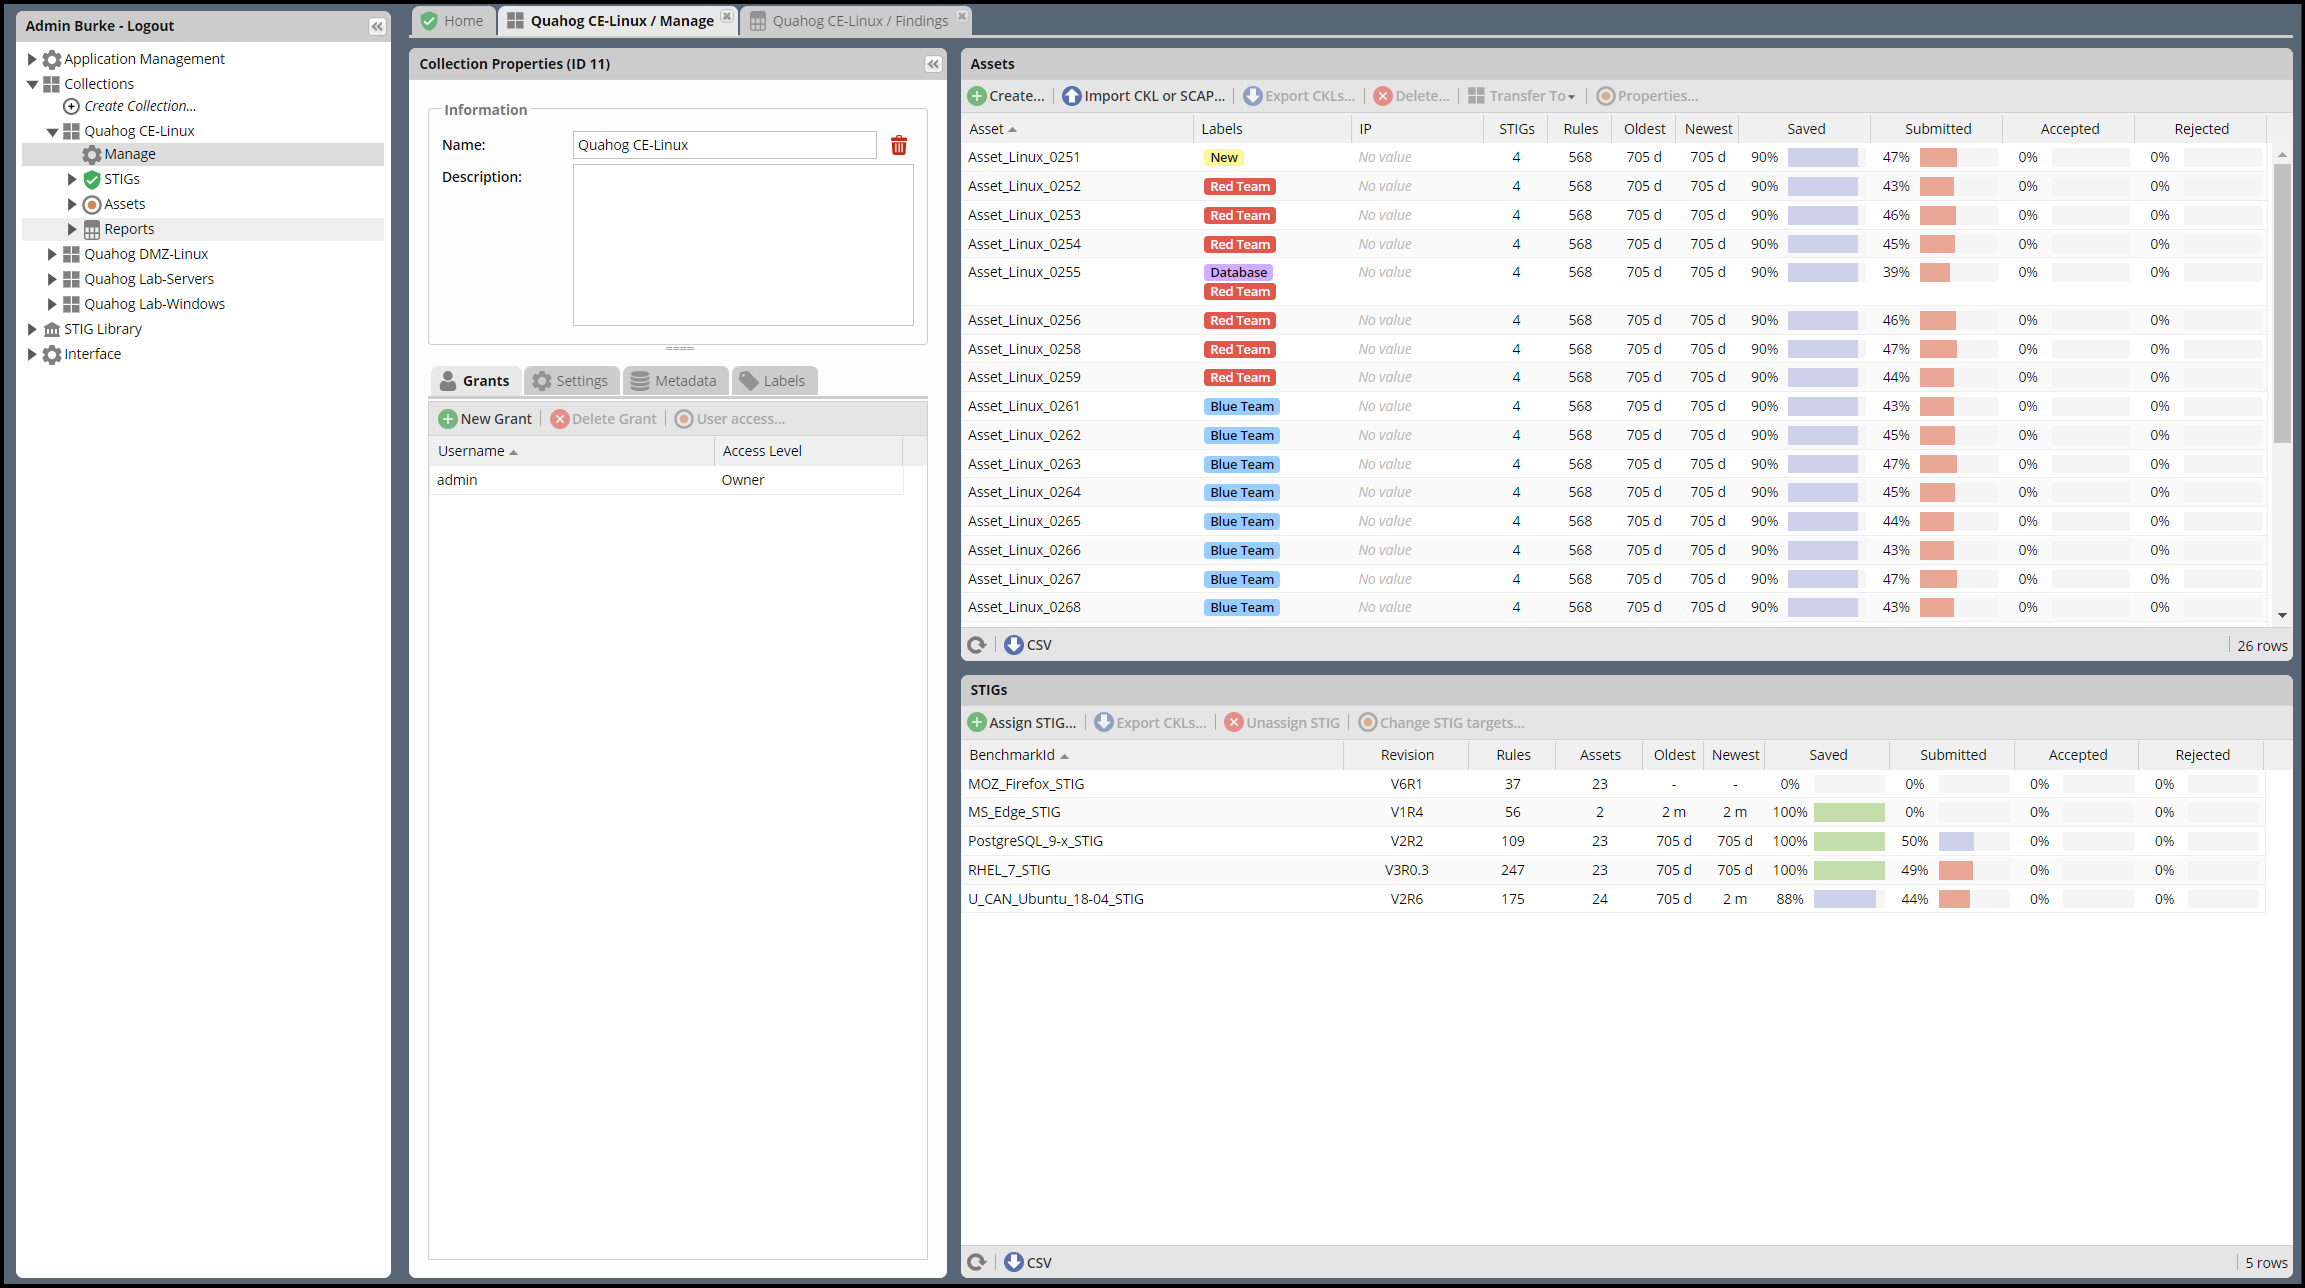 Admin Burke - Logout
Application Management
Collections
Create Collection...
Quahog CE-Linux
Manage
STIGs
Assets
Reports
Quahog DMZ-Linux
Quahog Lab-Servers
Quahog Lab-Windows
STIG Library
Interface
Home
Quahog CE-Linux / Manage
Quahog CE-Linux / Findings
Collection Properties (ID 11)
Information
Name: Quahog CE-Linux
Description:
Grants Settings Metadata Labels
New Grant Delete Grant User access...
Username Access Level
admin Owner
Assets
Create... Import CKL or SCAP... Export CKLs... Delete... Transfer To Properties...
Asset Labels IP STIGs Rules Oldest Newest Saved Submitted Accepted Rejected
Asset_Linux_0251 New No value 4 568 705 d 705 d 90% 47% 0% 0%
Asset_Linux_0252 Red Team No value 4 568 705 d 705 d 90% 43% 0% 0%
Asset_Linux_0253 Red Team No value 4 568 705 d 705 d 90% 46% 0% 0%
Asset_Linux_0254 Red Team No value 4 568 705 d 705 d 90% 45% 0% 0%
Asset_Linux_0255 Database No value 4 568 705 d 705 d 90% 39% 0% 0%
Red Team
Asset_Linux_0256 Red Team No value 4 568 705 d 705 d 90% 46% 0% 0%
Asset_Linux_0258 Red Team No value 4 568 705 d 705 d 90% 47% 0% 0%
Asset_Linux_0259 Red Team No value 4 568 705 d 705 d 90% 44% 0% 0%
Asset_Linux_0261 Blue Team No value 4 568 705 d 705 d 90% 43% 0% 0%
Asset_Linux_0262 Blue Team No value 4 568 705 d 705 d 90% 45% 0% 0%
Asset_Linux_0263 Blue Team No value 4 568 705 d 705 d 90% 47% 0% 0%
Asset_Linux_0264 Blue Team No value 4 568 705 d 705 d 90% 45% 0% 0%
Asset_Linux_0265 Blue Team No value 4 568 705 d 705 d 90% 44% 0% 0%
Asset_Linux_0266 Blue Team No value 4 568 705 d 705 d 90% 43% 0% 0%
Asset_Linux_0267 Blue Team No value 4 568 705 d 705 d 90% 47% 0% 0%
Asset_Linux_0268 Blue Team No value 4 568 705 d 705 d 90% 43% 0% 0%
CSV 26 rows
STIGs
Assign STIG... Export CKLs... Unassign STIG Change STIG targets...
BenchmarkId Revision Rules Assets Oldest Newest Saved Submitted Accepted Rejected
MOZ_Firefox_STIG V6R1 37 23 - - 0% 0% 0% 0%
MS_Edge_STIG V1R4 56 2 2 m 2 m 100% 0% 0% 0%
PostgreSQL_9-x_STIG V2R2 109 23 705 d 705 d 100% 50% 0% 0%
RHEL_7_STIG V3R0.3 247 23 705 d 705 d 100% 49% 0% 0%
U_CAN_Ubuntu_18-04_STIG V2R6 175 24 705 d 2 m 88% 44% 0% 0%
CSV 5 rows